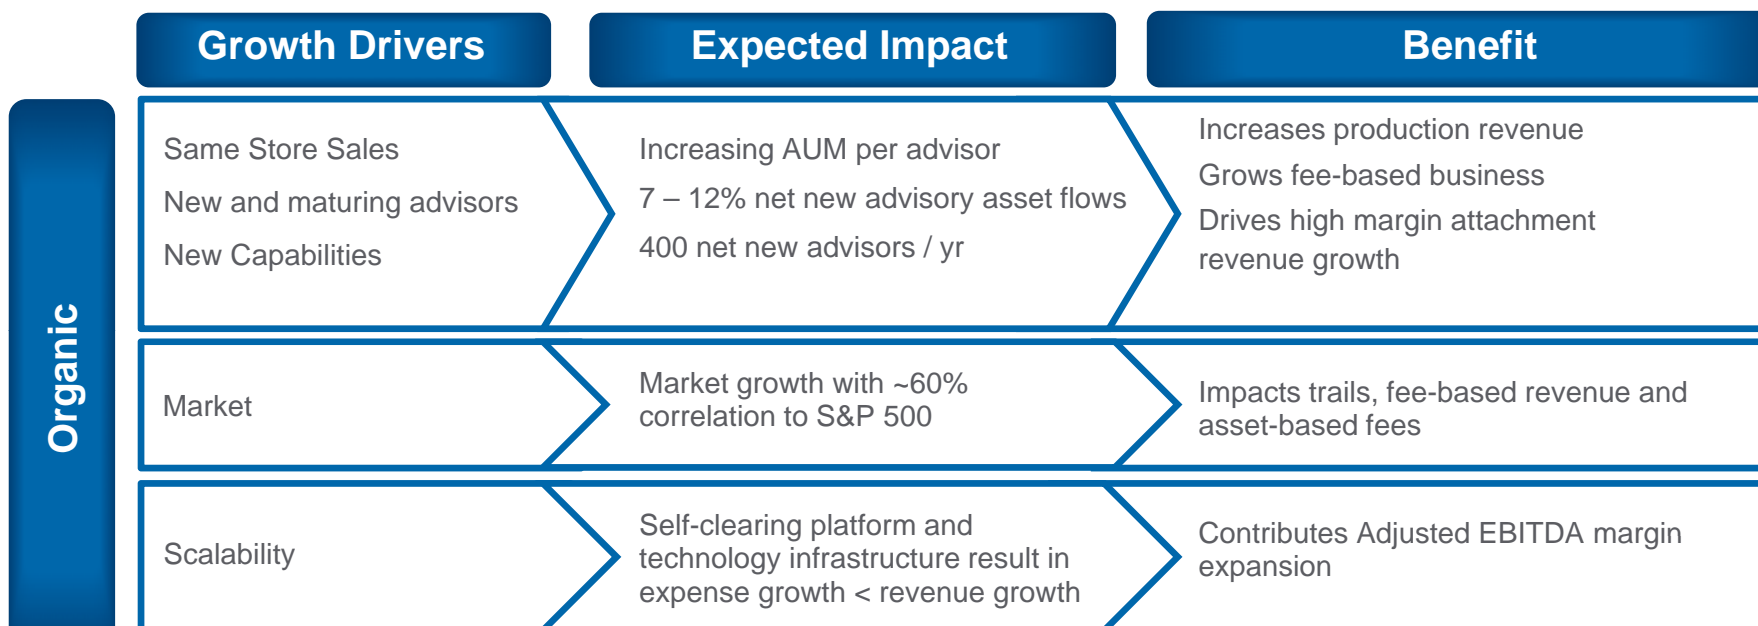 Growth Drivers
Expected Impact
Benefit
Organic
Same Store Sales
New and maturing advisors
New Capabilities
Increasing AUM per advisor
7 – 12% net new advisory asset flows
400 net new advisors / yr
Increases production revenue
Grows fee-based business
Drives high margin attachment
revenue growth
Market
Market growth with ~60%
correlation to S&P 500
Impacts trails, fee-based revenue and
asset-based fees
Scalability
Self-clearing platform and
technology infrastructure result in
expense growth < revenue growth
Contributes Adjusted EBITDA margin
expansion